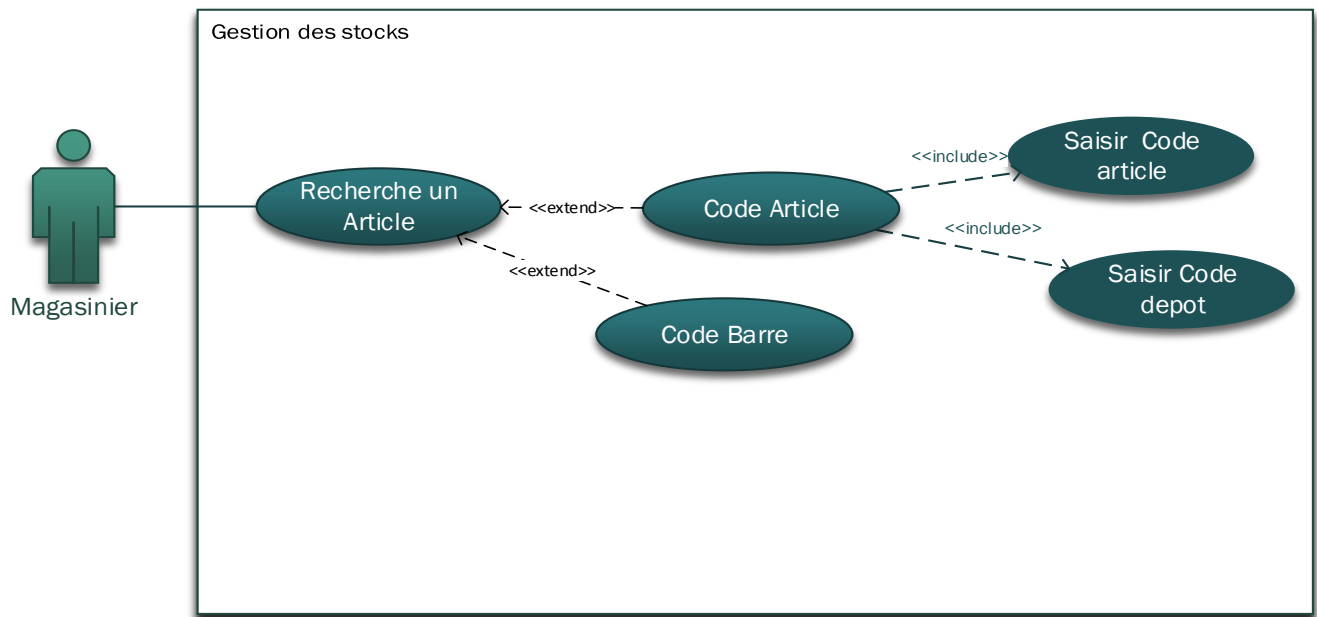 Gestion des stocks
Saisir Code
article
<<include>>
Recherche un
Article
<<extend>>
Code Article
<<include>>
Saisir Code
depot
<<extend>>
Magasinier
Code Barre